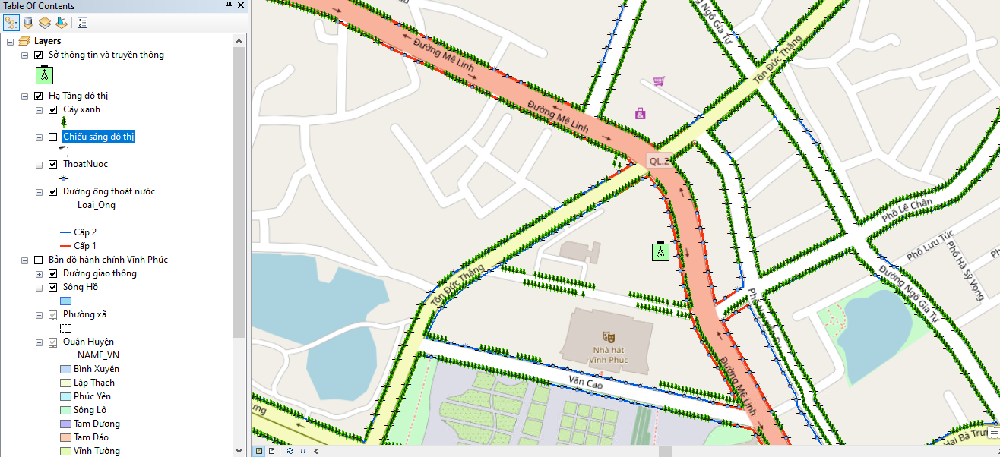 Table Of Contents
Layers
Sở thông tin và truyền thông
Hạ Tầng đô thị
Cây xanh
Chiếu sáng đô thị
ThoatNuoc
Đường ống thoát nước
Loai_Ong
Cấp 2
Cấp 1
Bản đồ hành chính Vĩnh Phúc
Đường giao thông
Sông Hồ
Phường xã
Quận Huyện
NAME_VN
Bình Xuyên
Lập Thạch
Phúc Yên
Sông Lô
Tam Dương
Tam Đảo
Vĩnh Tường
Đường Mê Linh
Đường Mê Linh
Ngô Gia Tự
Tôn Đức Thắng
QL.2
Phố Lê Chân
Phố Lưu Túc
Phố Hà Sỹ Vọng
Ph
Đường Ngô Gia Tự
Tôn Đức Thắng
Nhà hát
Vĩnh Phúc
Văn Cao
Đường Mê Linh
Hai Bà Trưn